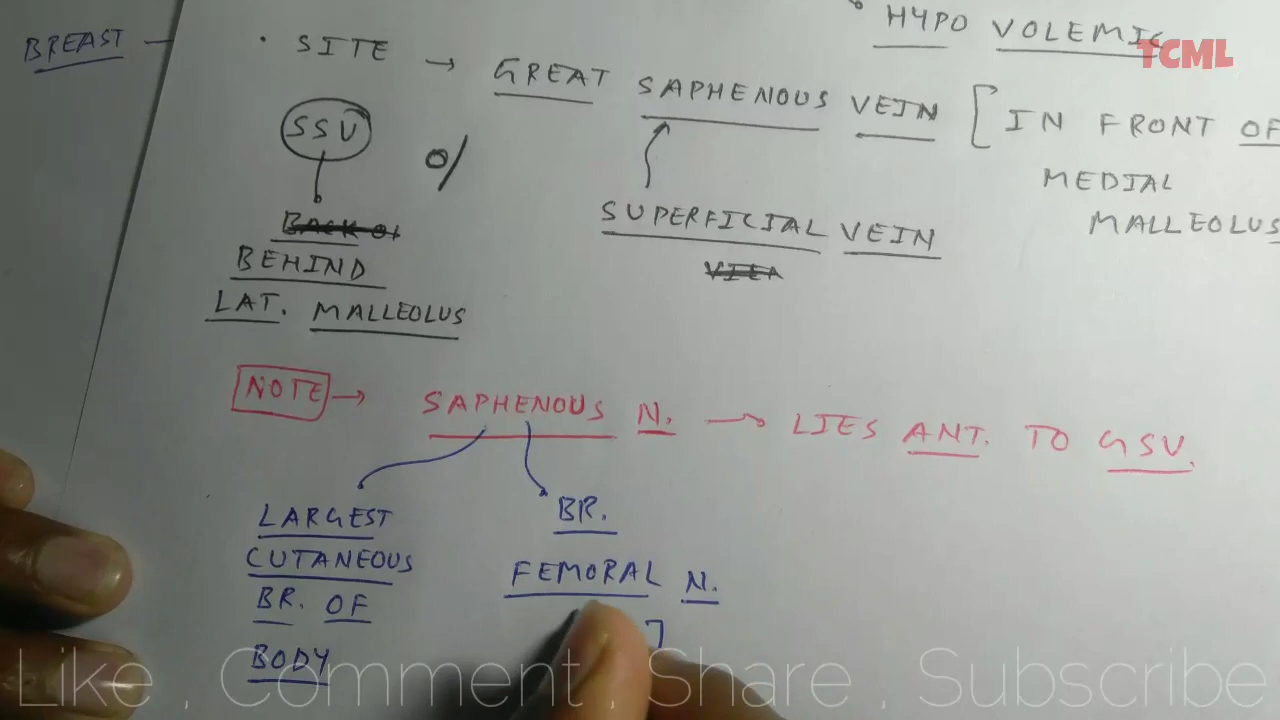 HYPO VOLEMIC
TCML
BREAST —
• SITE → GREAT SAPHENOUS VEIN [ IN FRONT OF
MEDIAL
MALLEOLUS
SSV
SUPERFICIAL VEIN
BEHIND
LAT. MALLEOLUS
NOTE → SAPHENOUS N. → LIES ANT. TO GSV.
LARGEST
CUTANEOUS
BR. OF
BODY
BR.
FEMORAL N.
Like , Comment , Share , Subscribe